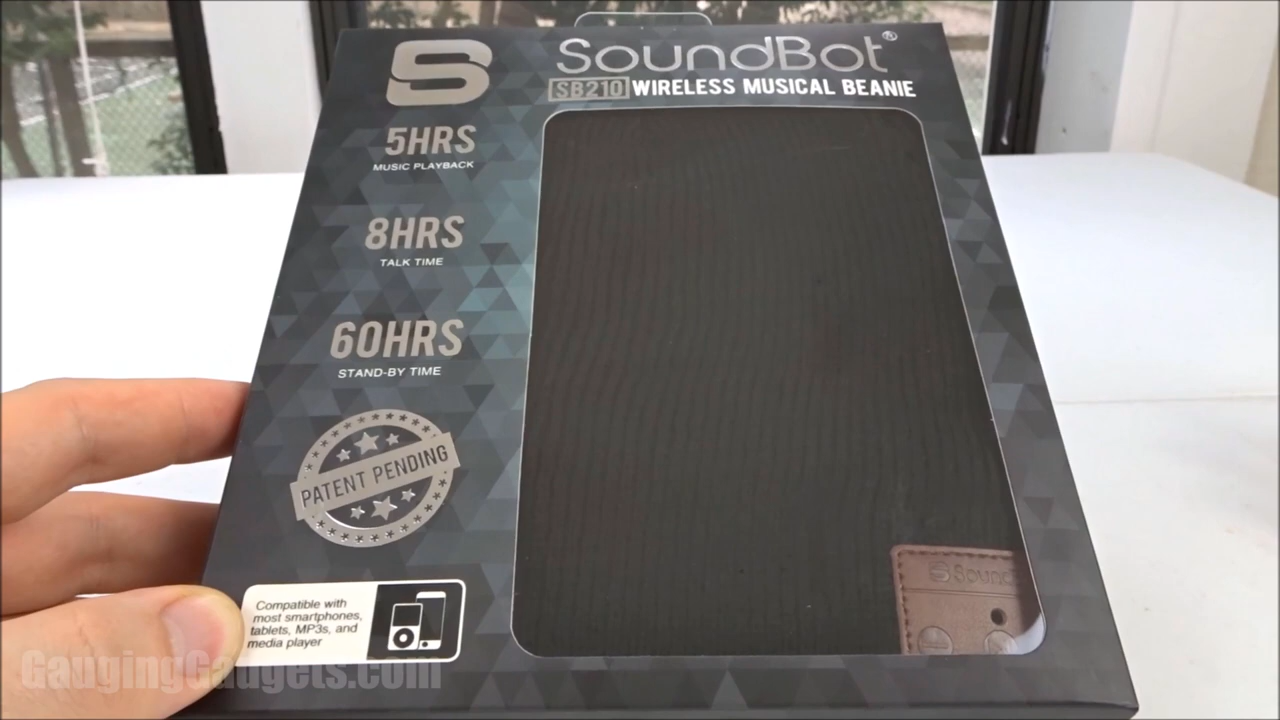 S
SoundBot®
SB210 WIRELESS MUSICAL BEANIE
5HRS
MUSIC PLAYBACK
8HRS
TALK TIME
60HRS
STAND-BY TIME
PATENT PENDING
Compatible with
most smartphones,
tablets, MP3s, and
media player
S Sound
GaugingGadgets.com